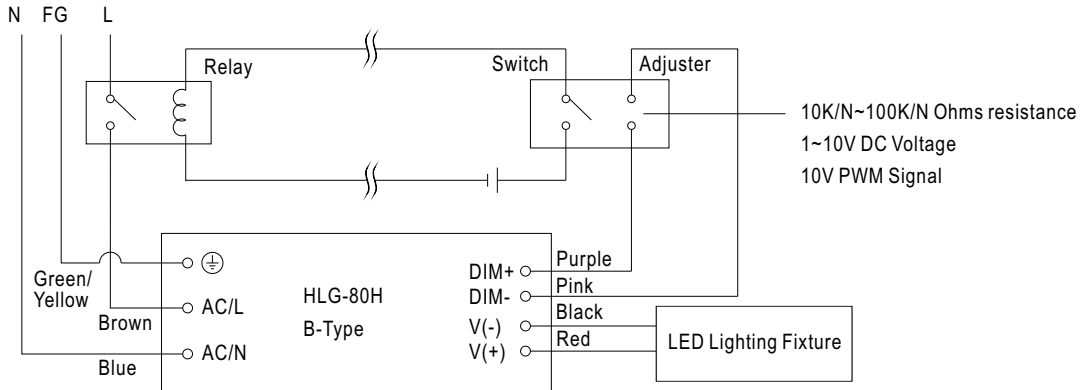 N FG L
Relay
Switch
Adjuster
10K/N~100K/N Ohms resistance
1~10V DC Voltage
10V PWM Signal
Green/
Yellow
Brown
Blue
AC/L
AC/N
HLG-80H
B-Type
DIM+
DIM-
V(-)
V(+)
Purple
Pink
Black
Red
LED Lighting Fixture